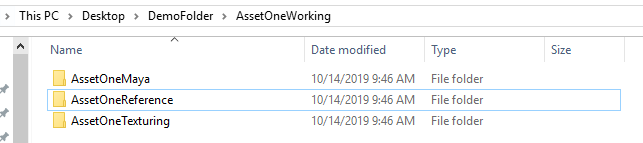 This PC > Desktop > DemoFolder > AssetOneWorking
Name Date modified Type Size
AssetOneMaya 10/14/2019 9:46 AM File folder
AssetOneReference 10/14/2019 9:46 AM File folder
AssetOneTexturing 10/14/2019 9:46 AM File folder